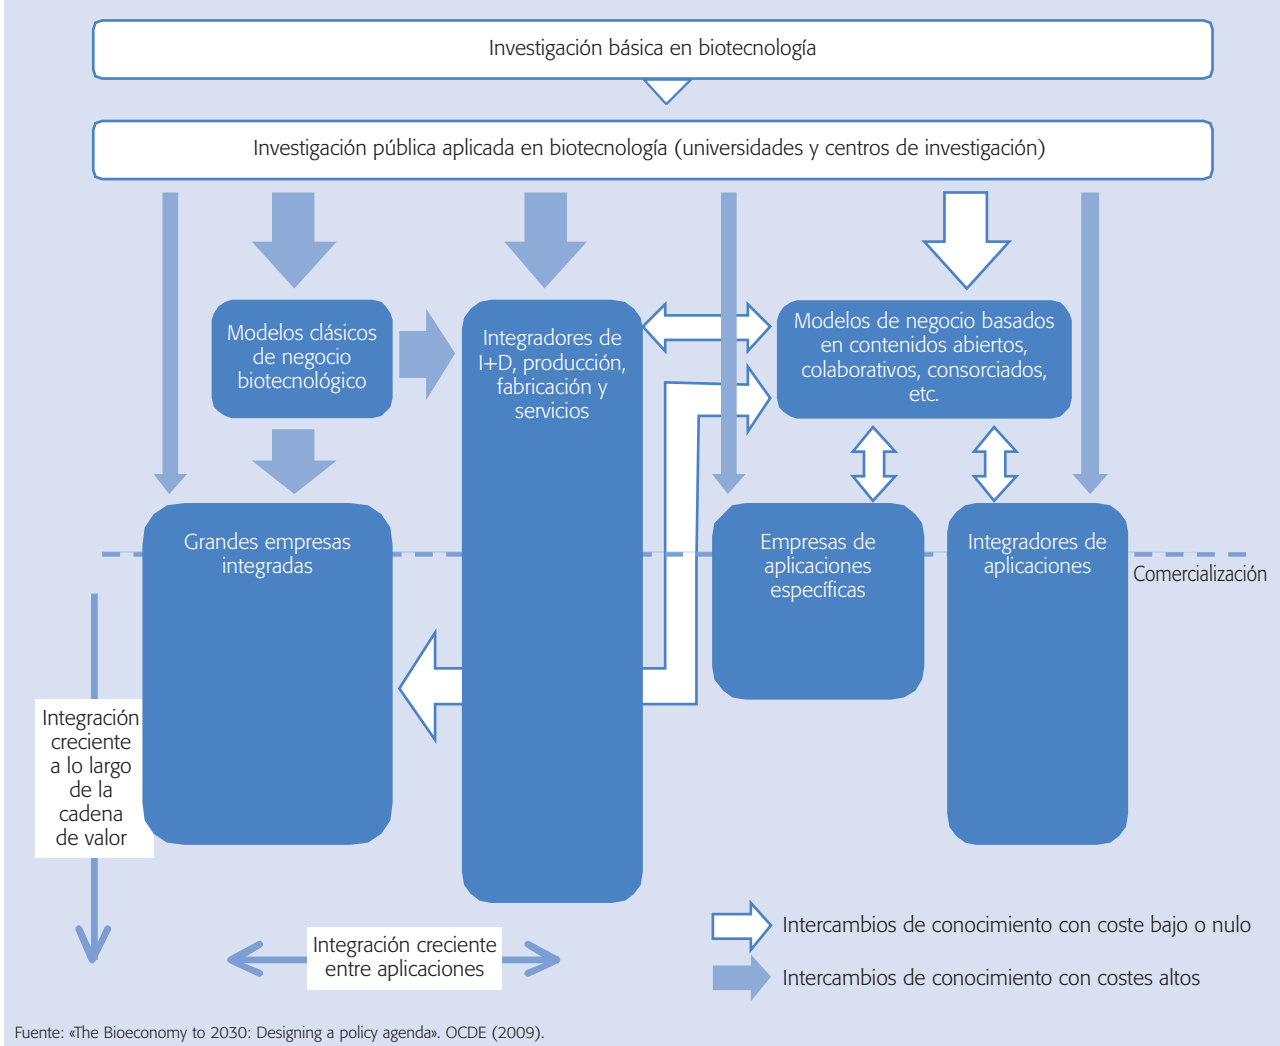 Investigación básica en biotecnología
Investigación pública aplicada en biotecnología (universidades y centros de investigación)
Modelos clásicos
de negocio
biotecnológico
Integradores de
I+D, producción,
fabricación y
servicios
Modelos de negocio basados
en contenidos abiertos,
colaborativos, consorciados,
etc.
Grandes empresas
integradas
Empresas de
aplicaciones
específicas
Integradores de
aplicaciones
Comercialización
Integración
creciente
a lo largo
de la
cadena
de valor
Integración creciente
entre aplicaciones
Intercambios de conocimiento con coste bajo o nulo
Intercambios de conocimiento con costes altos
Fuente: «The Bioeconomy to 2030: Designing a policy agenda». OCDE (2009).